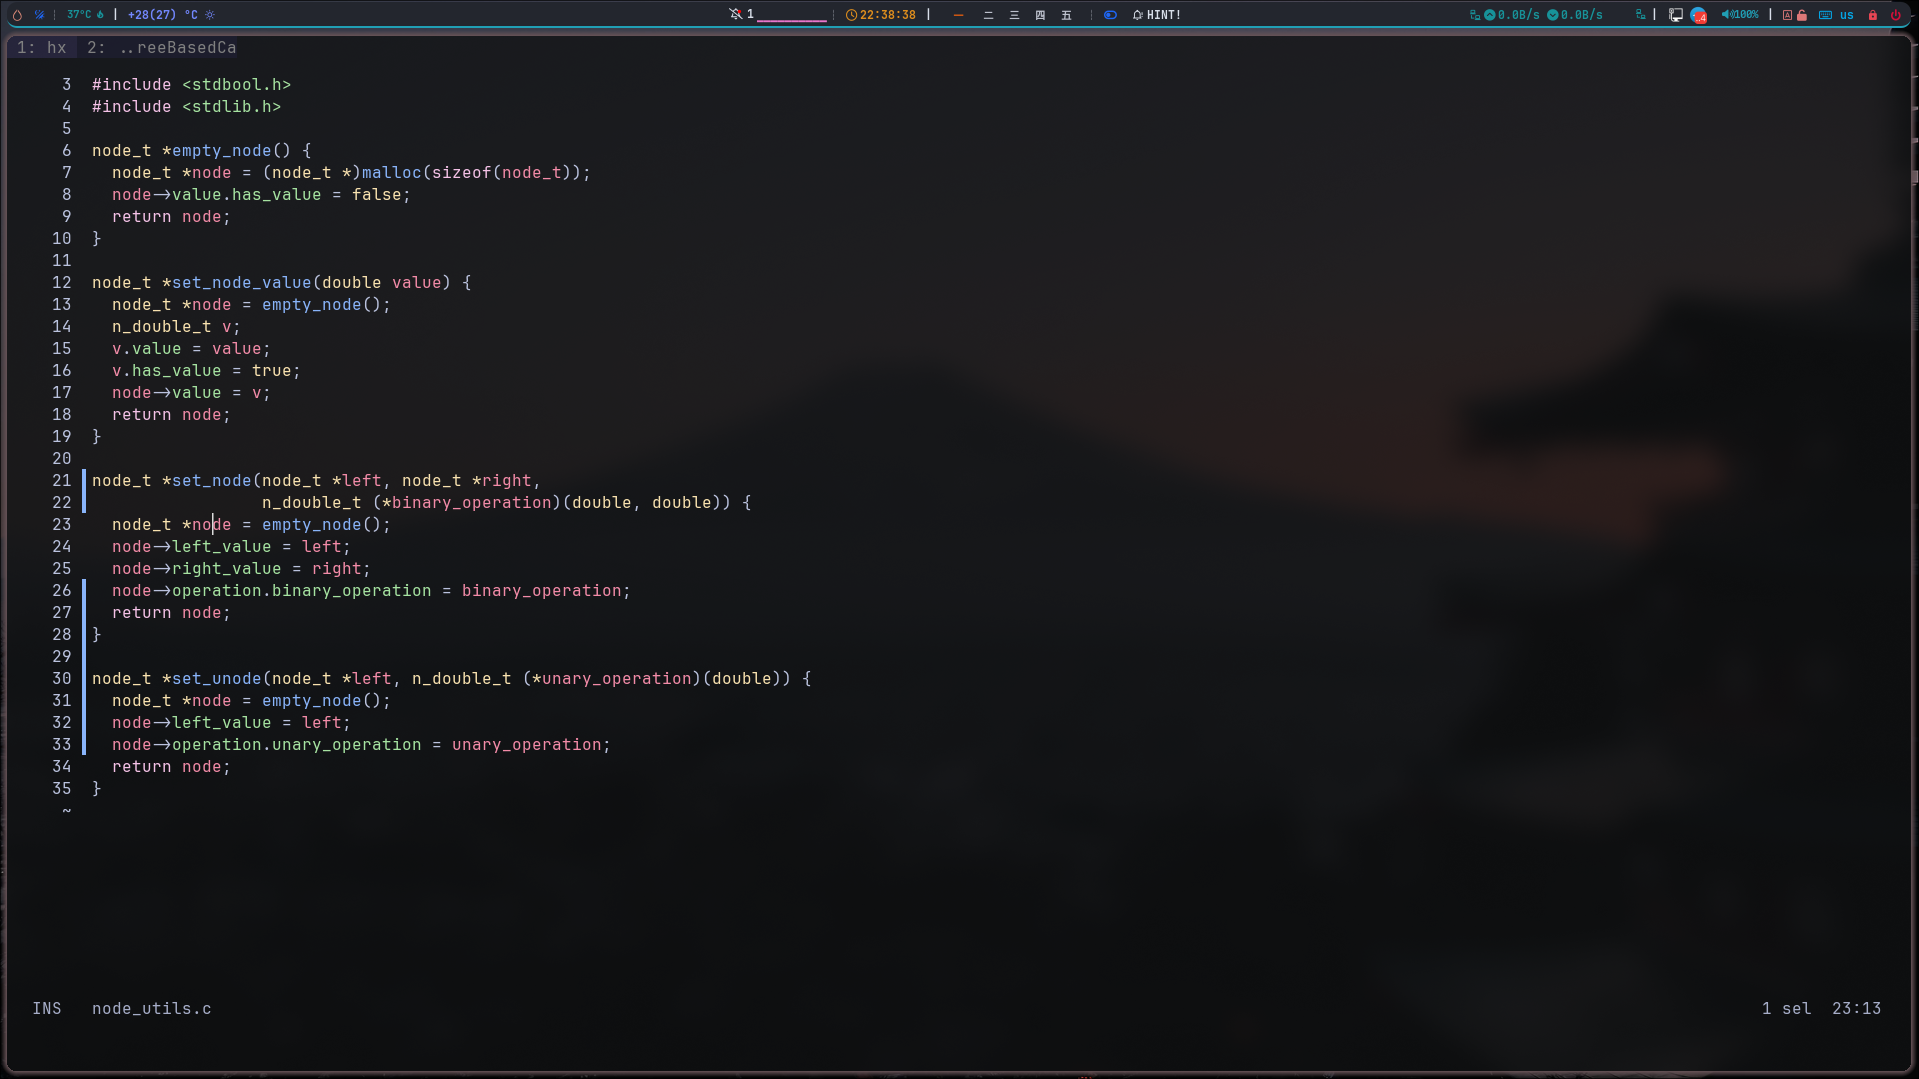 37°C | +28(27) °C 1 22:38:38 | 一 二 三 四 五 HINT! 0.0B/s 0.0B/s | 4 100% | A us
1: hx 2: ..reeBasedCa
3 #include <stdbool.h>
4 #include <stdlib.h>
5
6 node_t *empty_node() {
7 node_t *node = (node_t *)malloc(sizeof(node_t));
8 node->value.has_value = false;
9 return node;
10 }
11
12 node_t *set_node_value(double value) {
13 node_t *node = empty_node();
14 n_double_t v;
15 v.value = value;
16 v.has_value = true;
17 node->value = v;
18 return node;
19 }
20
21 node_t *set_node(node_t *left, node_t *right,
22 n_double_t (*binary_operation)(double, double)) {
23 node_t *node = empty_node();
24 node->left_value = left;
25 node->right_value = right;
26 node->operation.binary_operation = binary_operation;
27 return node;
28 }
29
30 node_t *set_unode(node_t *left, n_double_t (*unary_operation)(double)) {
31 node_t *node = empty_node();
32 node->left_value = left;
33 node->operation.unary_operation = unary_operation;
34 return node;
35 }
~
INS node_utils.c 1 sel 23:13